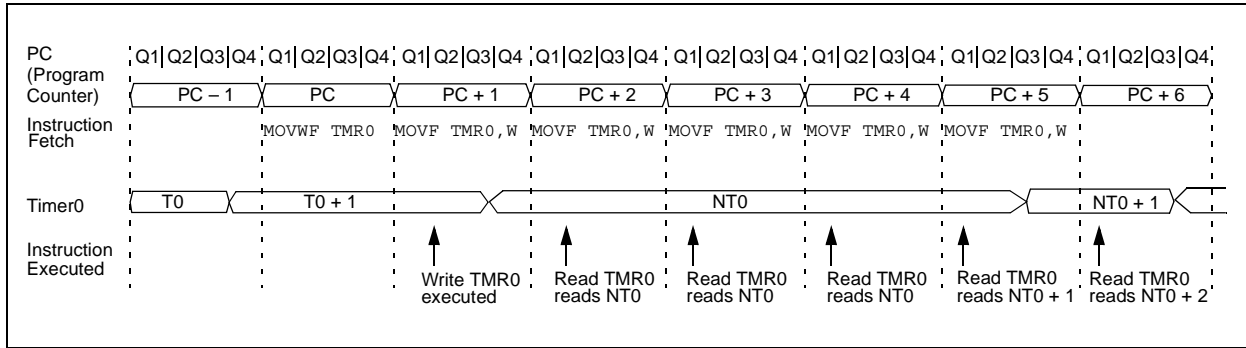 PC (Program Counter)
Q1 Q2 Q3 Q4 Q1 Q2 Q3 Q4 Q1 Q2 Q3 Q4 Q1 Q2 Q3 Q4 Q1 Q2 Q3 Q4 Q1 Q2 Q3 Q4 Q1 Q2 Q3 Q4 Q1 Q2 Q3 Q4
PC – 1 PC PC + 1 PC + 2 PC + 3 PC + 4 PC + 5 PC + 6
Instruction Fetch
MOVWF TMR0 MOVF TMR0,W MOVF TMR0,W MOVF TMR0,W MOVF TMR0,W MOVF TMR0,W
Timer0
T0 T0 + 1 NT0 NT0 + 1
Instruction Executed
Write TMR0 executed
Read TMR0 reads NT0
Read TMR0 reads NT0
Read TMR0 reads NT0
Read TMR0 reads NT0 + 1
Read TMR0 reads NT0 + 2